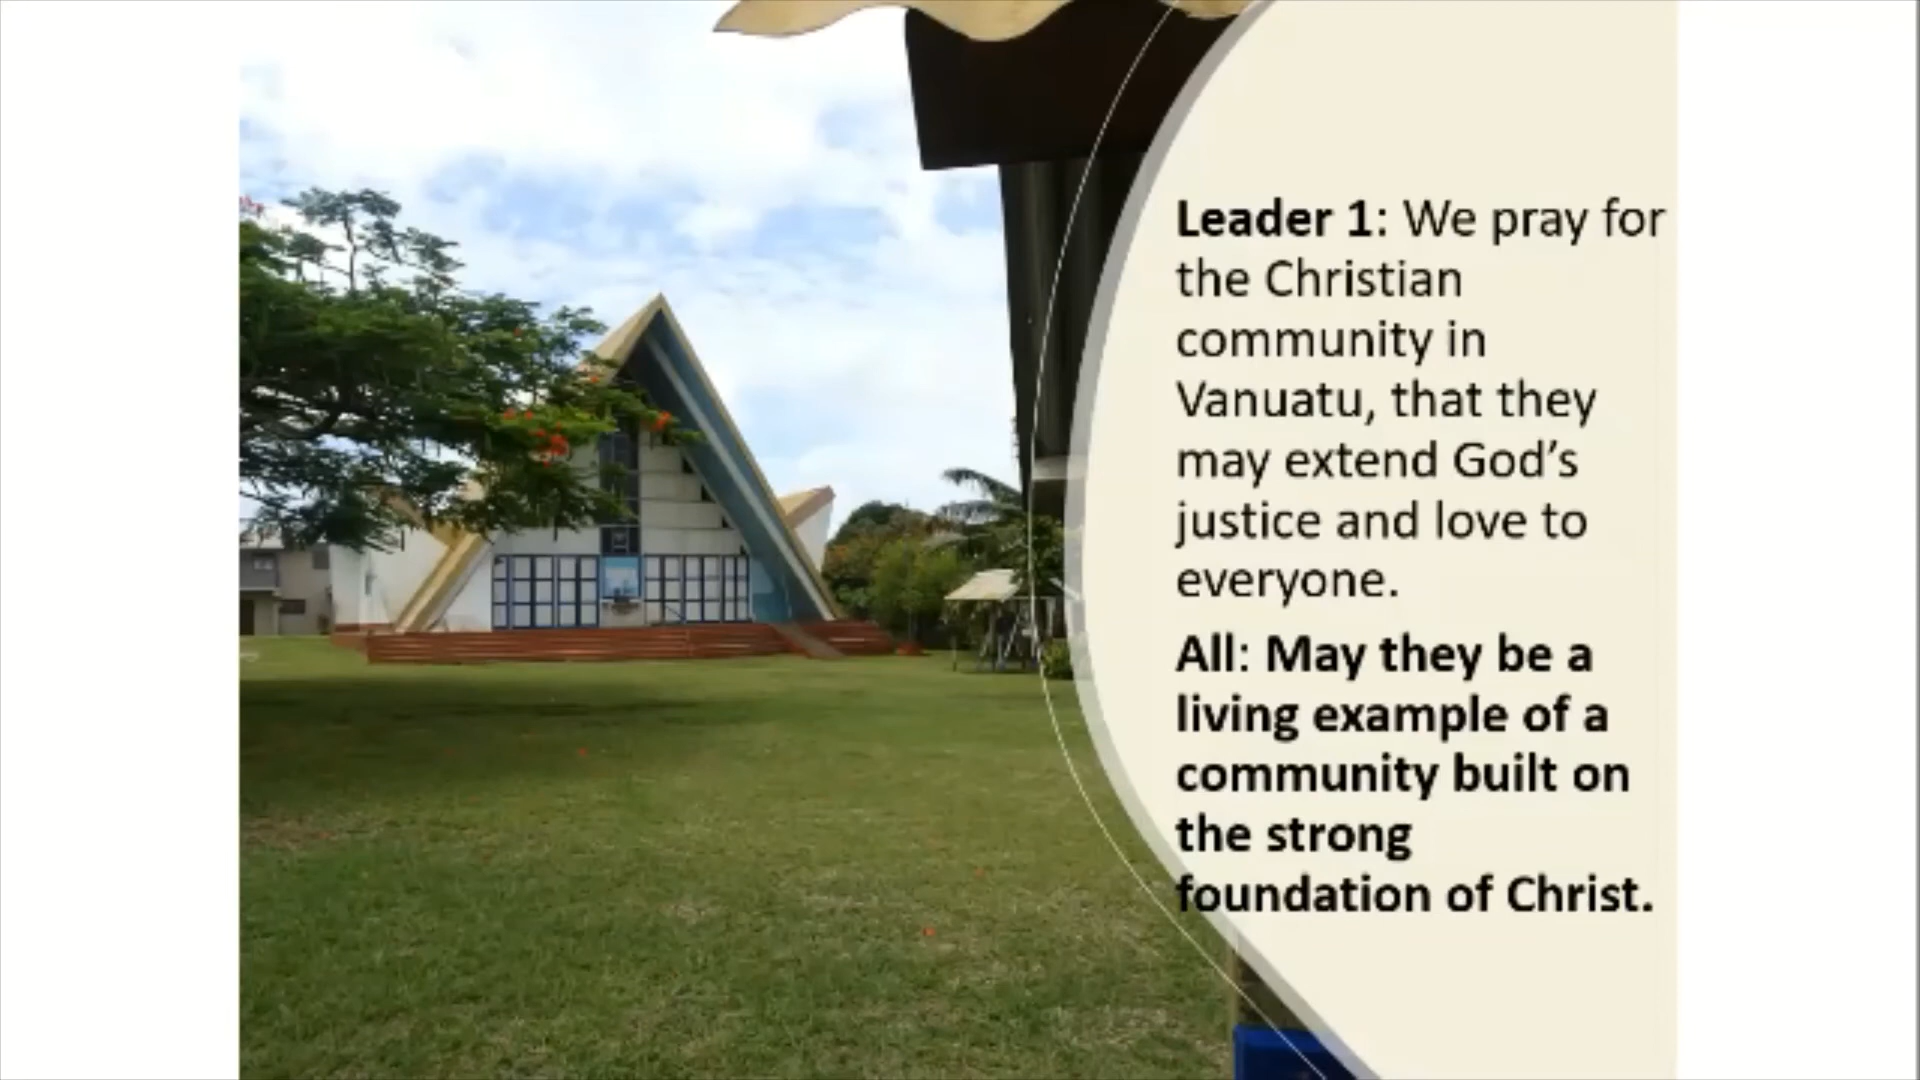 Leader 1: We pray for
the Christian
community in
Vanuatu, that they
may extend God’s
justice and love to
everyone.
All: May they be a
living example of a
community built on
the strong
foundation of Christ.